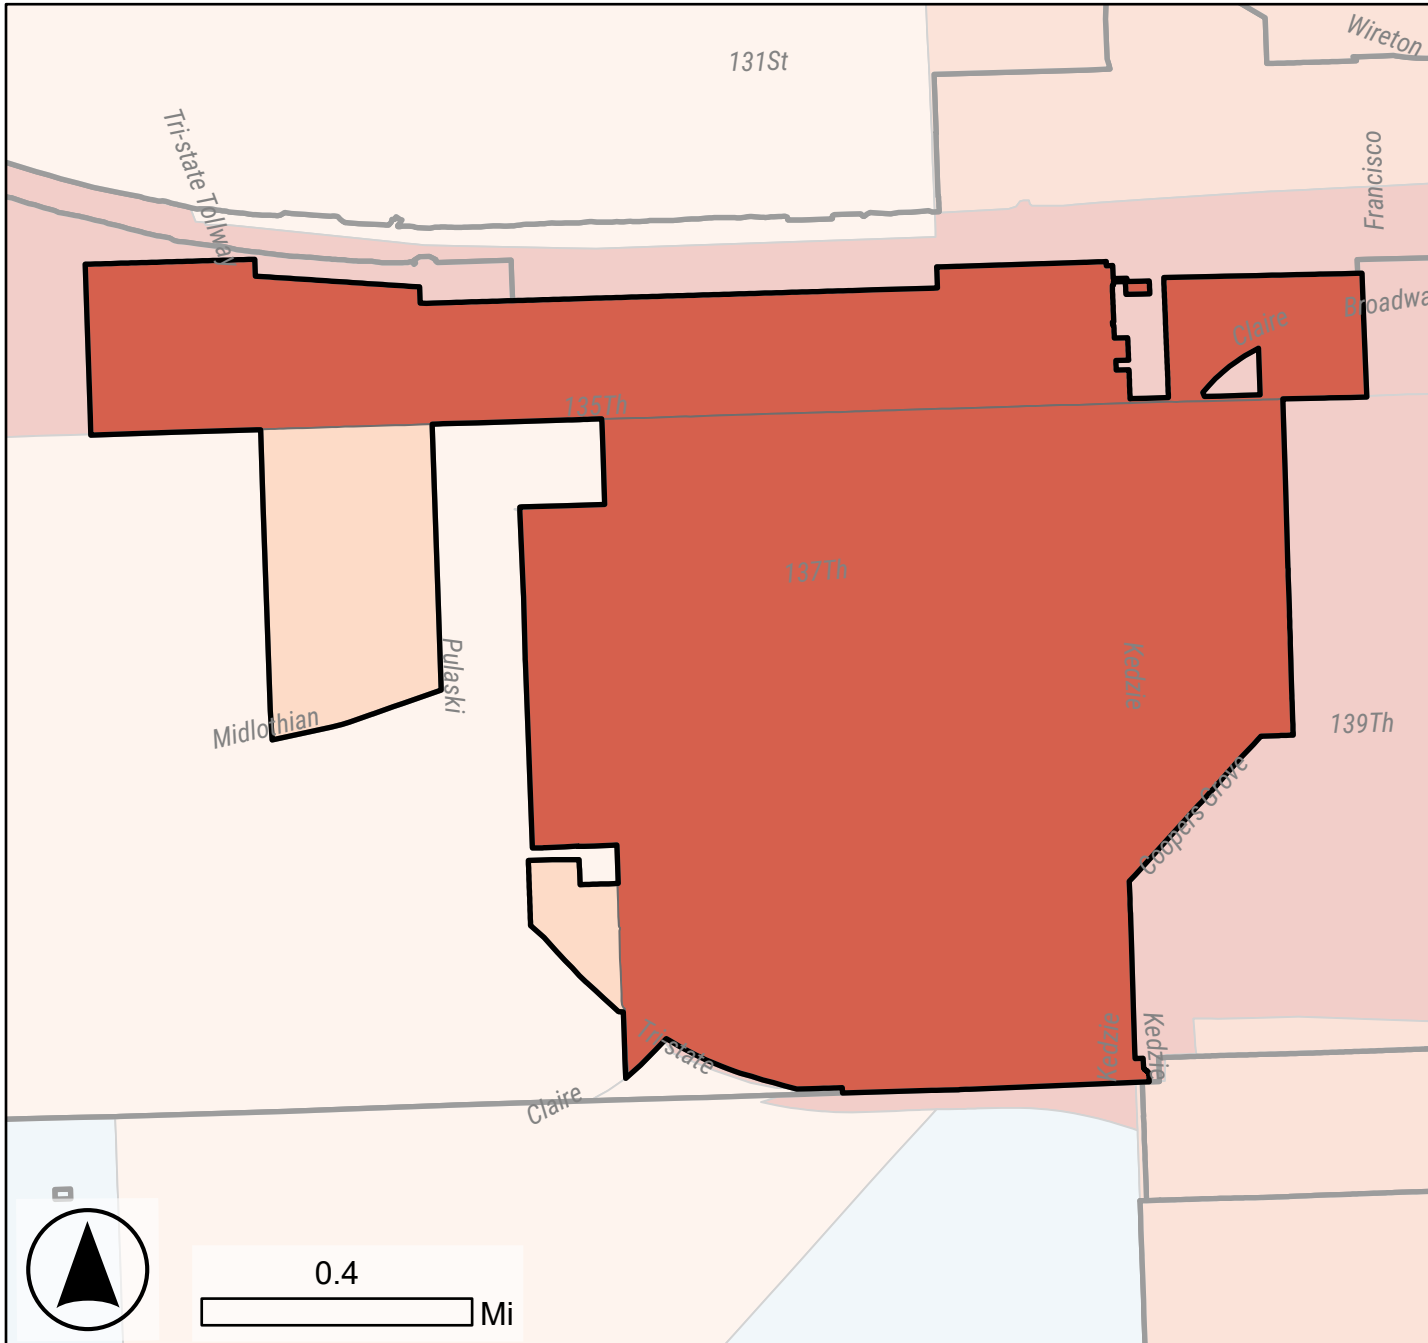 Wireton
131St
Tri-state Tollway
Francisco
Broadwa
Claire
135Th
137Th
Pulaski
Kedzie
Midlothian
139Th
Coopers Grove
Kedzie
Kedzie
Tri-state
Claire
0.4
Mi